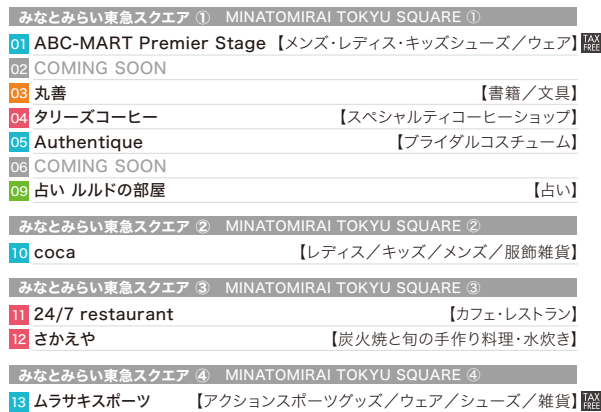 みなとみらい東急スクエア ① MINATOMIRAI TOKYU SQUARE ①
01 ABC-MART Premier Stage 【メンズ・レディス・キッズシューズ／ウェア】 TAX FREE
02 COMING SOON
03 丸善 【書籍／文具】
04 タリーズコーヒー 【スペシャルティコーヒーショップ】
05 Authentique 【ブライダルコスチューム】
06 COMING SOON
09 占い ルルドの部屋 【占い】
みなとみらい東急スクエア ② MINATOMIRAI TOKYU SQUARE ②
10 coca 【レディス／キッズ／メンズ／服飾雑貨】
みなとみらい東急スクエア ③ MINATOMIRAI TOKYU SQUARE ③
11 24/7 restaurant 【カフェ・レストラン】
12 さかえや 【炭火焼と旬の手作り料理・水炊き】
みなとみらい東急スクエア ④ MINATOMIRAI TOKYU SQUARE ④
13 ムラサキスポーツ 【アクションスポーツグッズ／ウェア／シューズ／雑貨】 TAX FREE